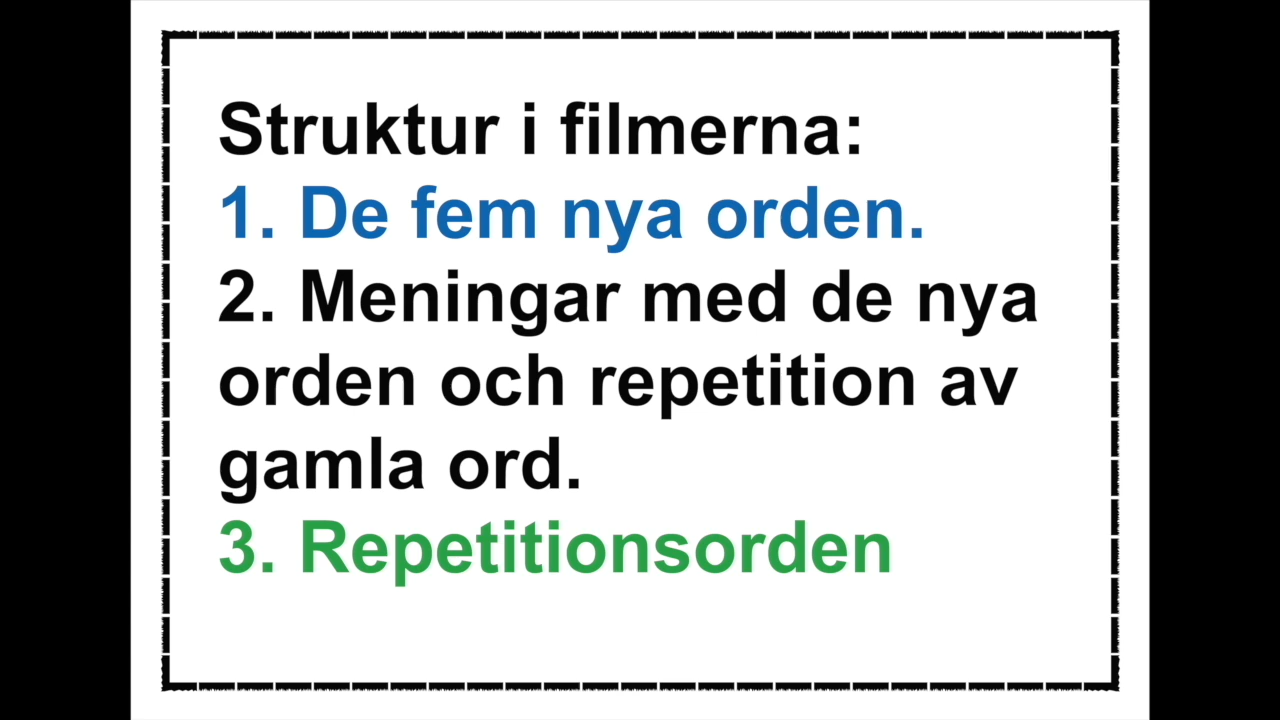 Struktur i filmerna:
1. De fem nya orden.
2. Meningar med de nya
orden och repetition av
gamla ord.
3. Repetitionsorden